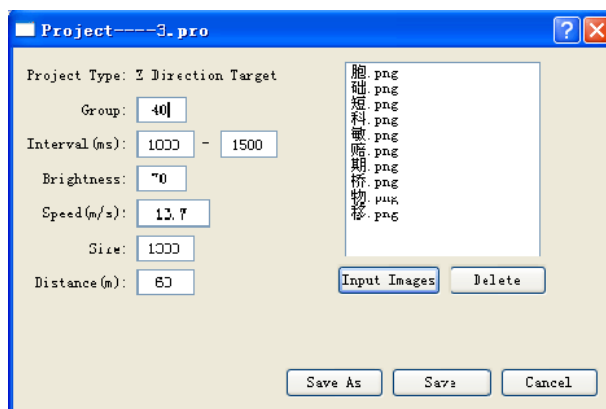 Project----3.pro
Project Type: Z Direction Target
Group: 40
Interval(ms): 1000 - 1500
Brightness: 70
Speed(m/s): 13.7
Size: 1000
Distance(m): 60
胞.png
础.png
短.png
科.png
敏.png
赔.png
期.png
桥.png
物.png
移.png
Input Images
Delete
Save As
Save
Cancel